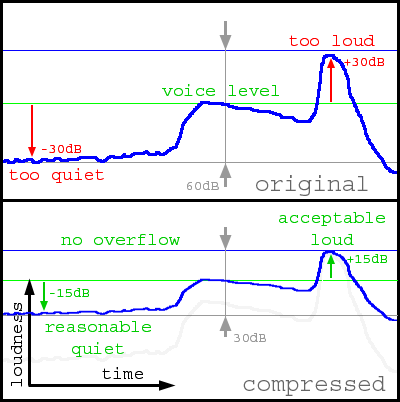 too loud
+30dB
voice level
-30dB
too quiet
60dB
original
acceptable
loud
no overflow
+15dB
-15dB
reasonable
quiet
30dB
loudness
time
compressed